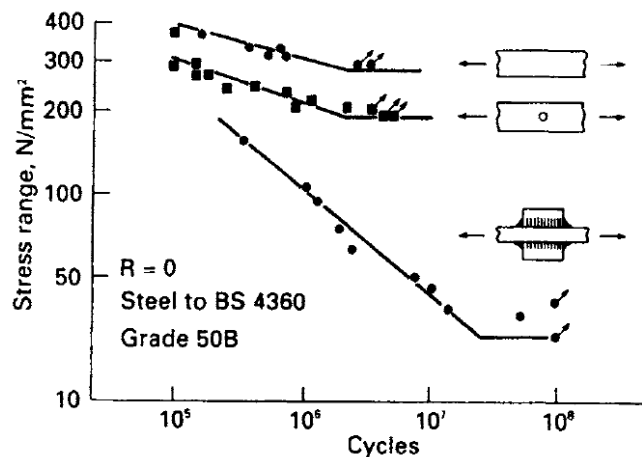 400
300
200
100
50
10
Stress range, N/mm²
R = 0
Steel to BS 4360
Grade 50B
10⁵
10⁶
10⁷
10⁸
Cycles